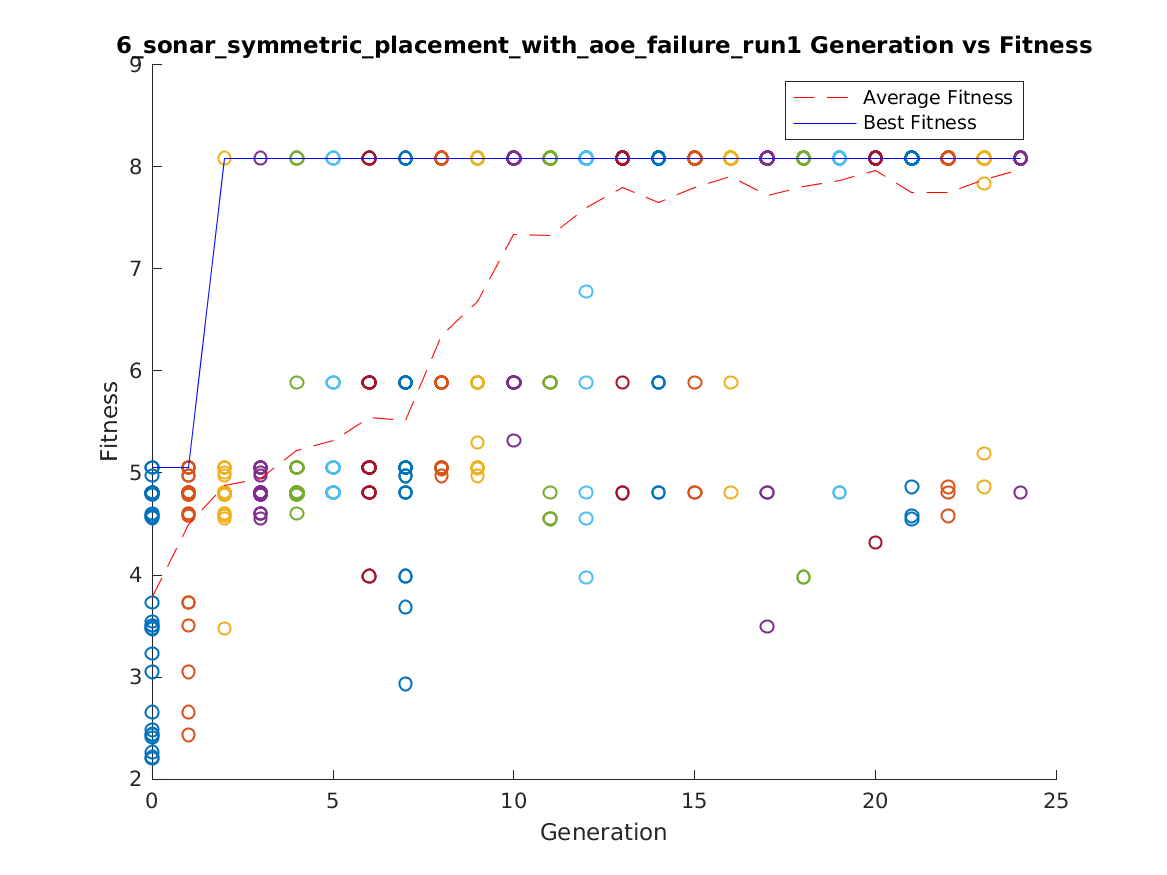 6_sonar_symmetric_placement_with_aoe_failure_run1 Generation vs Fitness
9
8
7
6
5
4
3
2
Fitness
Average Fitness
Best Fitness
0 5 10 15 20 25
Generation